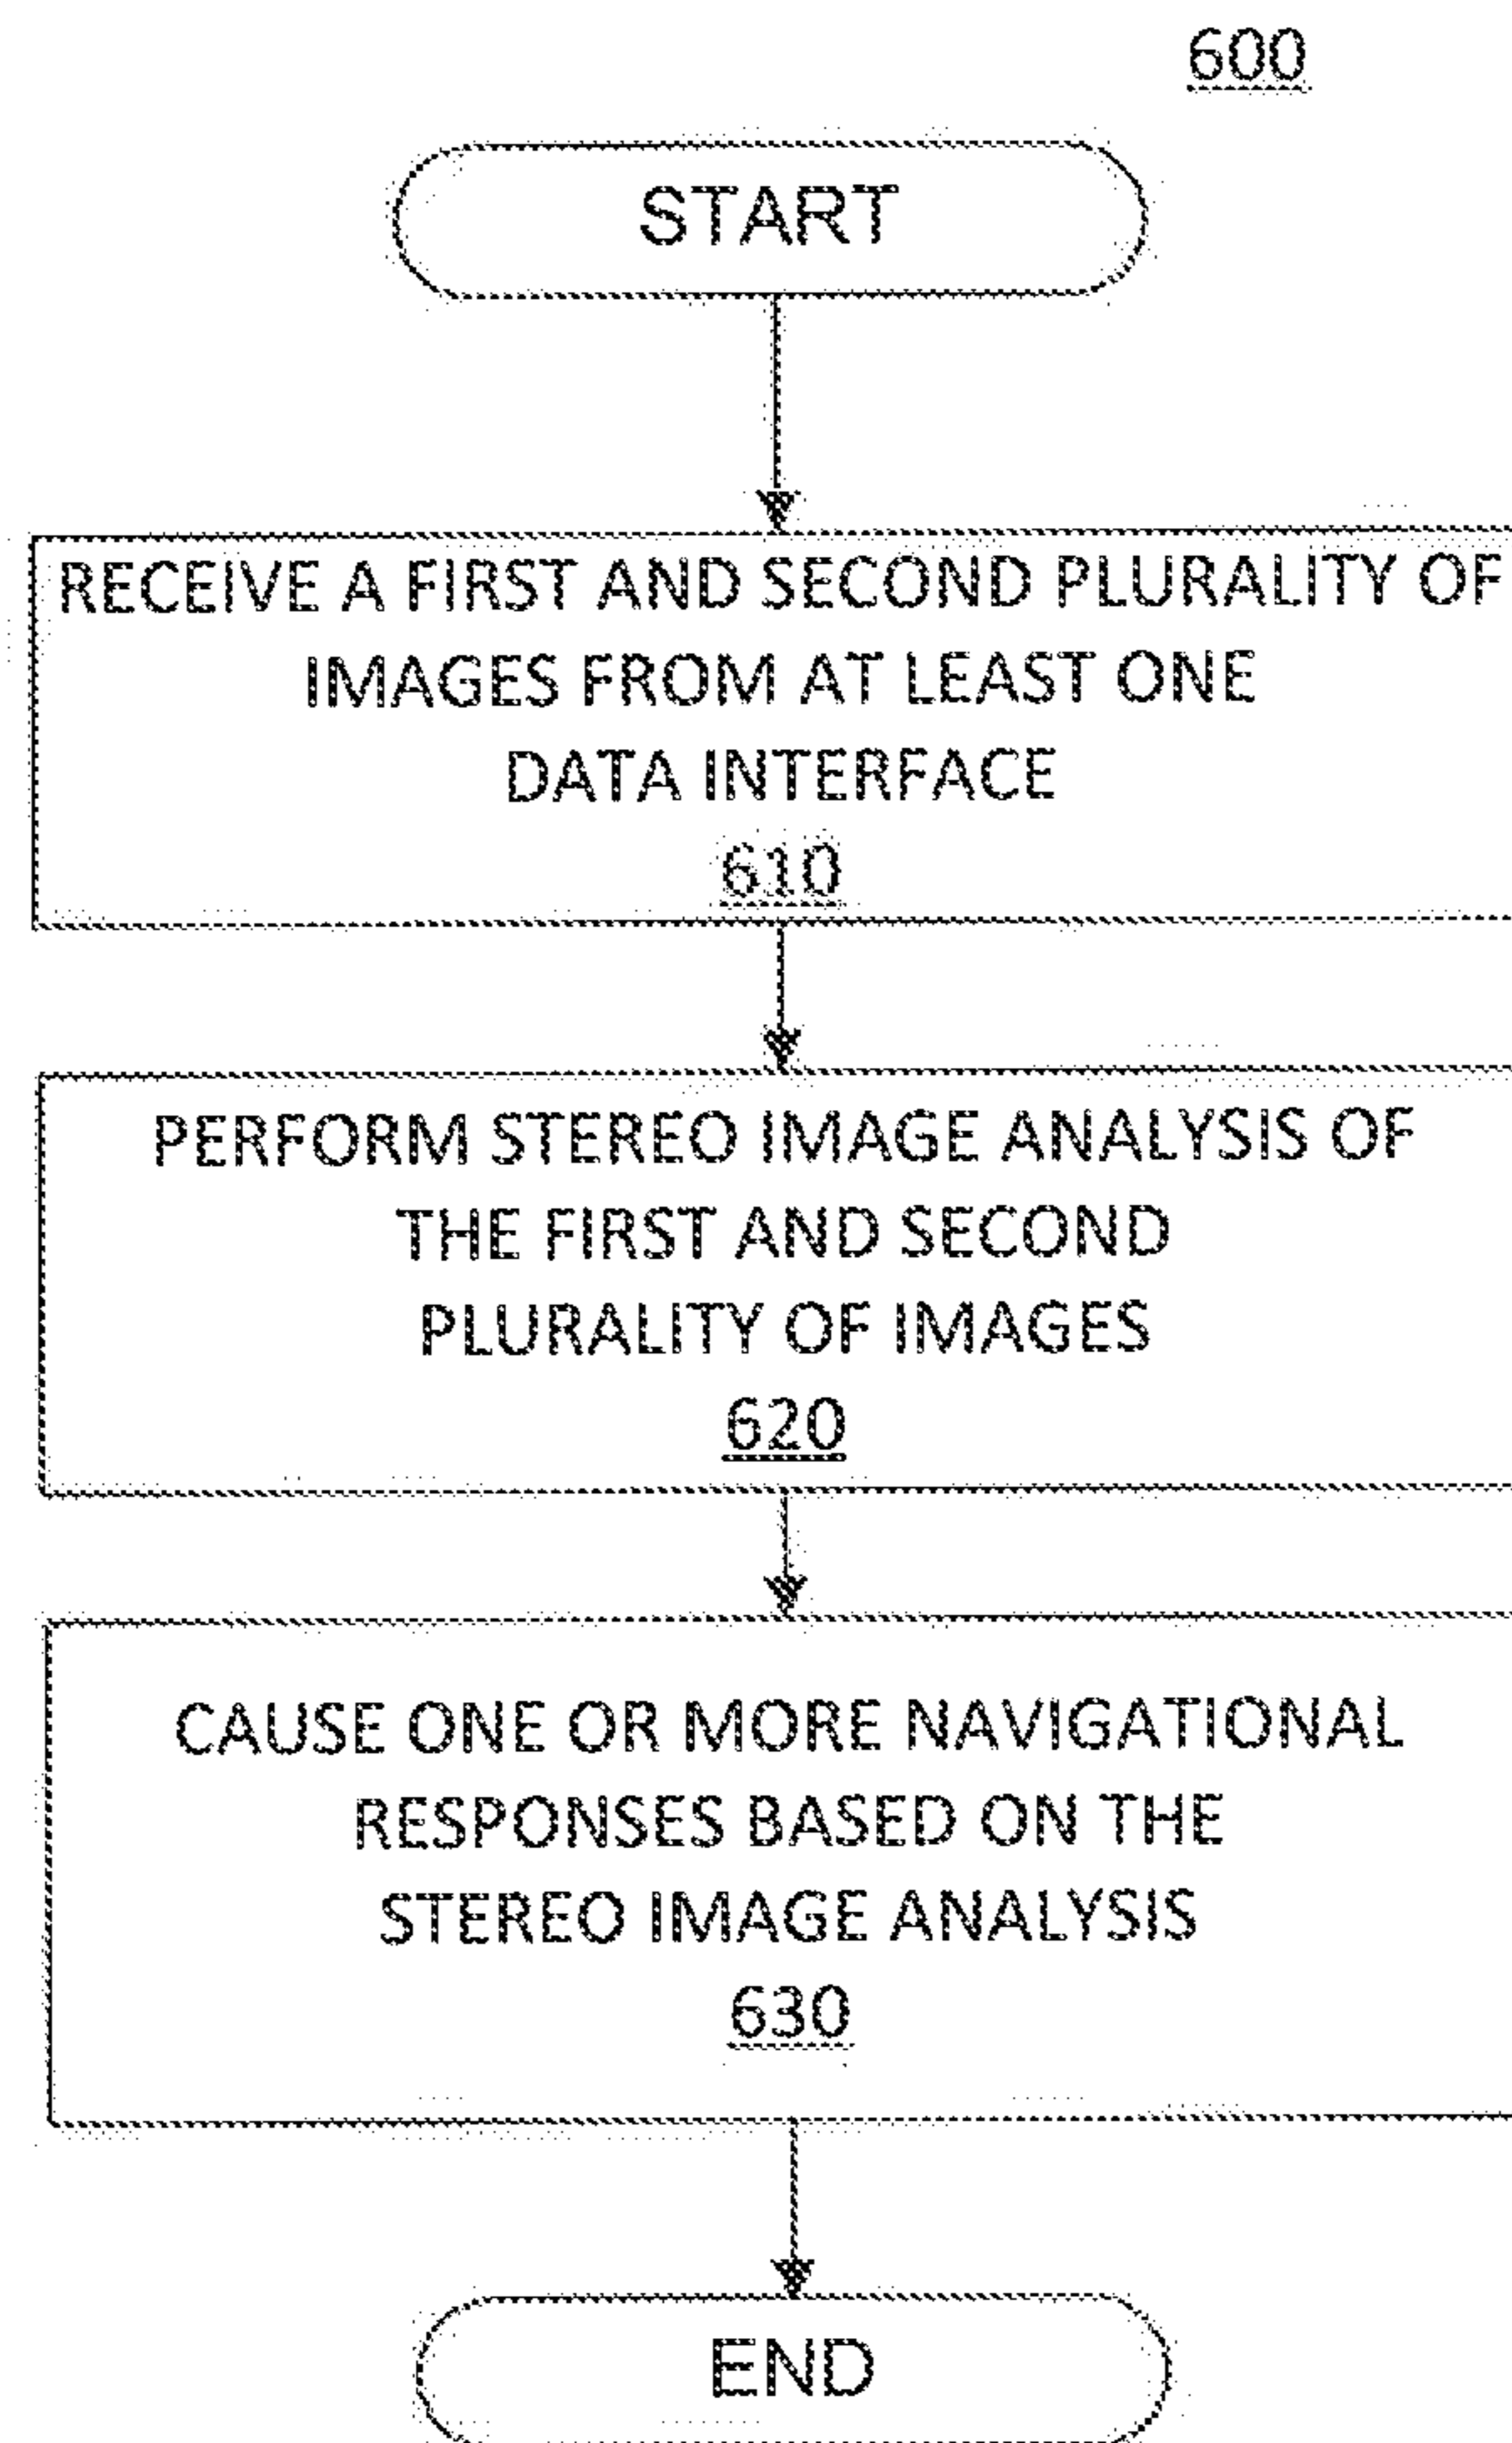 600
START
RECEIVE A FIRST AND SECOND PLURALITY OF
IMAGES FROM AT LEAST ONE
DATA INTERFACE
610
PERFORM STEREO IMAGE ANALYSIS OF
THE FIRST AND SECOND
PLURALITY OF IMAGES
620
CAUSE ONE OR MORE NAVIGATIONAL
RESPONSES BASED ON THE
STEREO IMAGE ANALYSIS
630
END